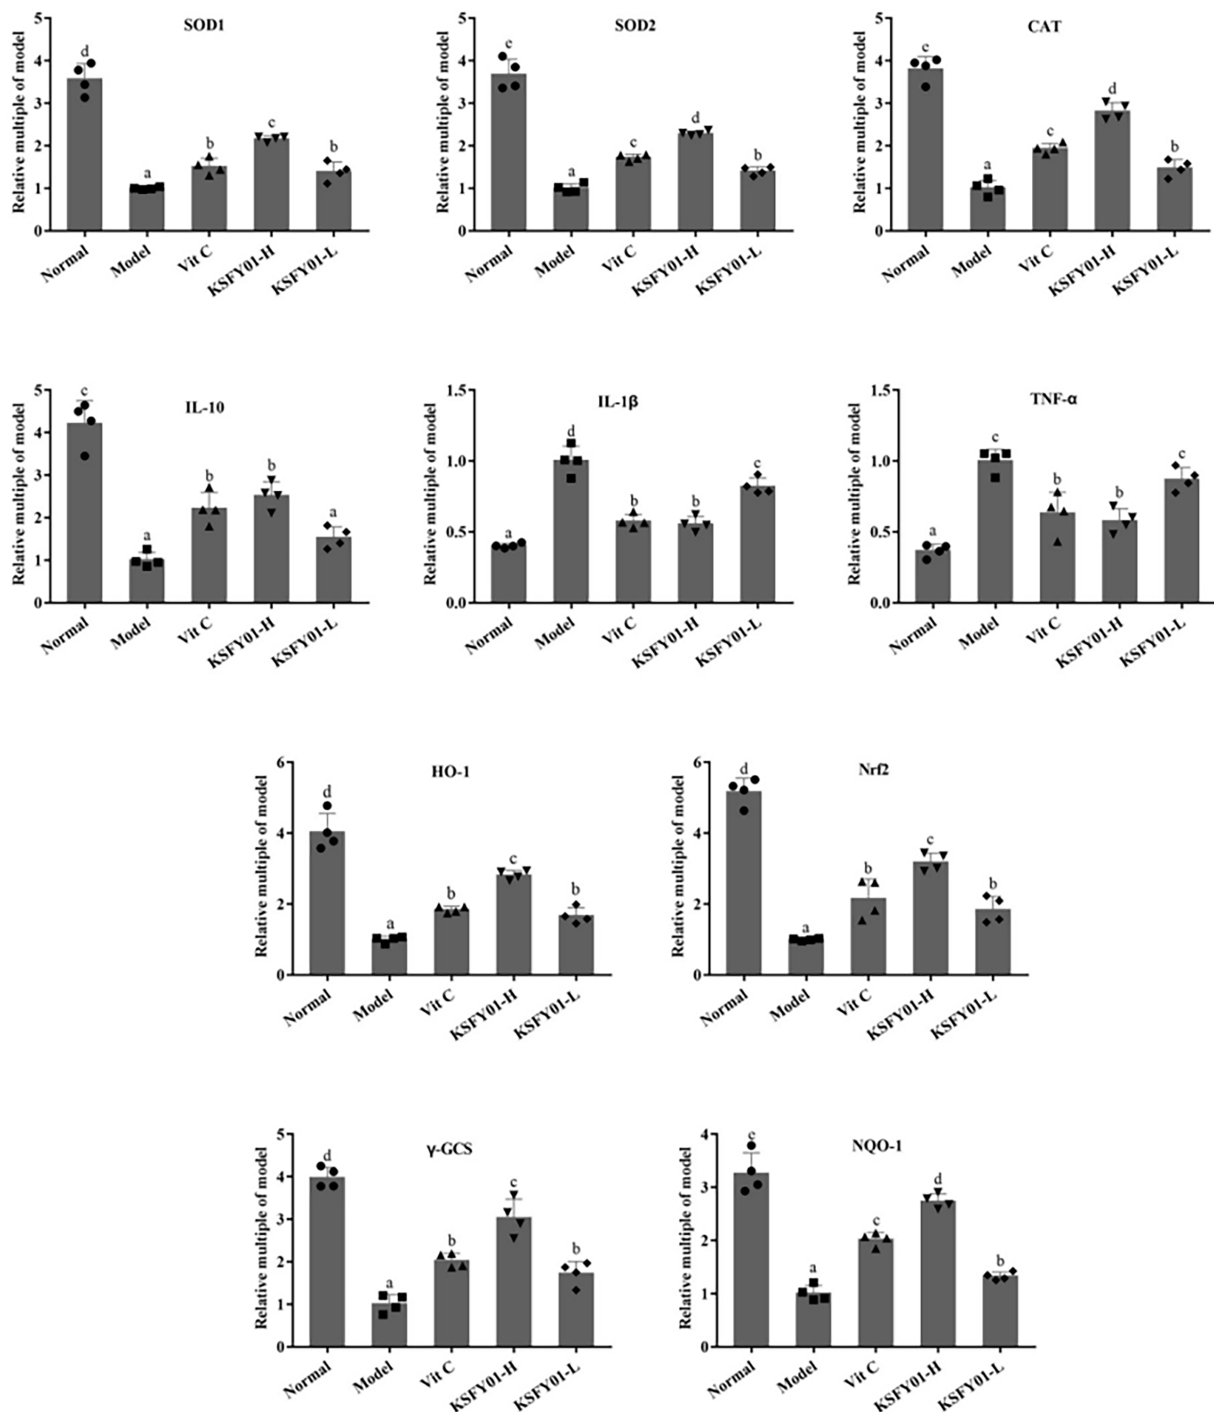 SOD1
Relative multiple of model
5
4
3
2
1
0
d
a
b
c
b
Normal
Model
Vit C
KSFY01-H
KSFY01-L
SOD2
Relative multiple of model
5
4
3
2
1
0
e
a
c
d
b
Normal
Model
Vit C
KSFY01-H
KSFY01-L
CAT
Relative multiple of model
5
4
3
2
1
0
e
a
c
d
b
Normal
Model
Vit C
KSFY01-H
KSFY01-L
IL-10
Relative multiple of model
5
4
3
2
1
0
c
a
b
b
a
Normal
Model
Vit C
KSFY01-H
KSFY01-L
IL-1β
Relative multiple of model
1.5
1.0
0.5
0.0
a
d
b
b
c
Normal
Model
Vit C
KSFY01-H
KSFY01-L
TNF-α
Relative multiple of model
1.5
1.0
0.5
0.0
a
c
b
b
c
Normal
Model
Vit C
KSFY01-H
KSFY01-L
HO-1
Relative multiple of model
6
4
2
0
d
a
b
c
b
Normal
Model
Vit C
KSFY01-H
KSFY01-L
Nrf2
Relative multiple of model
6
4
2
0
d
a
b
c
b
Normal
Model
Vit C
KSFY01-H
KSFY01-L
γ-GCS
Relative multiple of model
5
4
3
2
1
0
d
a
b
c
b
Normal
Model
Vit C
KSFY01-H
KSFY01-L
NQO-1
Relative multiple of model
4
3
2
1
0
e
a
c
d
b
Normal
Model
Vit C
KSFY01-H
KSFY01-L